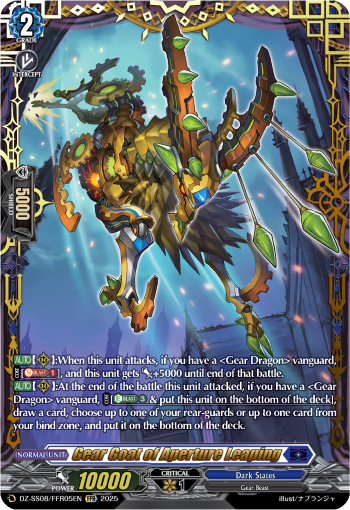 2
GRADE
INTERCEPT
5000
SHIELD
AUTO【(RC)】:When this unit attacks, if you have a <Gear Dragon> vanguard,
COST [SOUL BLAST 1], and this unit gets +5000 until end of that battle.
AUTO【(RC)】:At the end of the battle this unit attacked, if you have a <Gear
Dragon> vanguard, COST [ENERGY BLAST 3 & put this unit on the bottom of the deck],
draw a card, choose up to one of your rear-guards or up to one card from
your bind zone, and put it on the bottom of the deck.
NORMAL UNIT
Gear Goat of Aperture Leaping
POWER 10000
CRITICAL
1
Dark States
Gear Beast
DZ-SS08/FFR05EN FFR 2025
illust/ナブランジャ